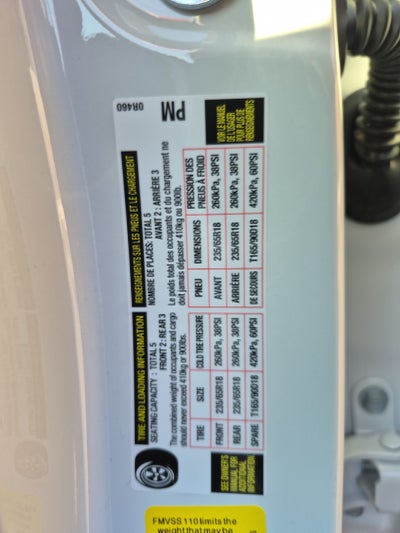 TIRE AND LOADING INFORMATION
SEATING CAPACITY : TOTAL 5
FRONT 2 : REAR 3
The combined weight of occupants and cargo
should never exceed 410kg or 900lbs.
TIRE SIZE COLD TIRE PRESSURE
FRONT 235/65R18 260kPa, 38PSI
REAR 235/65R18 260kPa, 38PSI
SPARE T165/90D18 420kPa, 60PSI
SEE OWNER'S
MANUAL FOR
ADDITIONAL
INFORMATION
RENSEIGNEMENTS SUR LES PNEUS ET LE CHARGEMENT
NOMBRE DE PLACES: TOTAL 5
AVANT 2 : ARRIÈRE 3
Le poids total des occupants et du chargement ne
doit jamais dépasser 410kg ou 900lb.
PNEU DIMENSIONS PRESSION DES
PNEUS À FROID
AVANT 235/65R18 260kPa, 38PSI
ARRIÈRE 235/65R18 260kPa, 38PSI
DE SECOURS T165/90D18 420kPa, 60PSI
VOIR LE MANUEL
DE L'USAGER
POUR PLUS DE
RENSEIGNEMENTS
0R460
PM
FMVSS 110 limits the
weight that may be